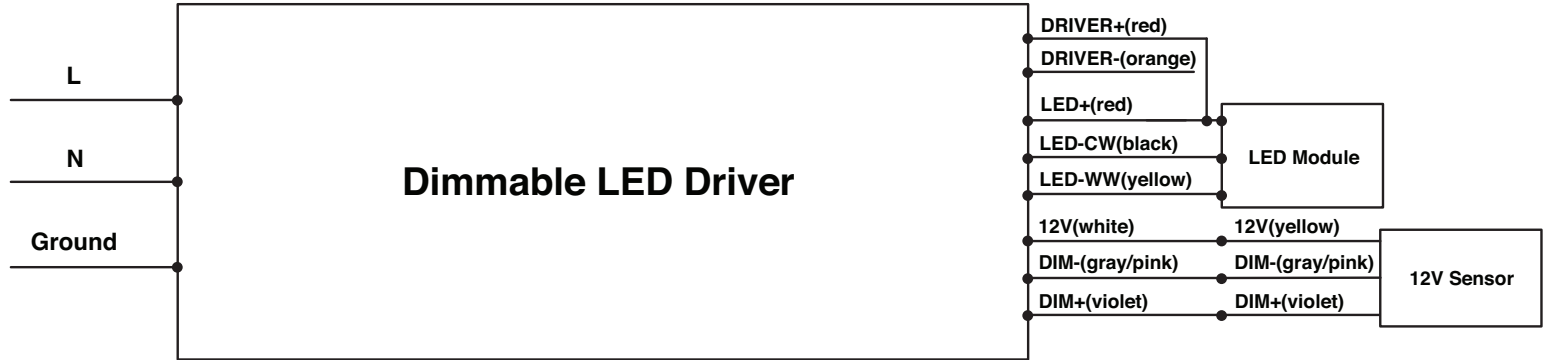 L
N
Ground
Dimmable LED Driver
DRIVER+(red)
DRIVER-(orange)
LED+(red)
LED-CW(black)
LED-WW(yellow)
LED Module
12V(white)
12V(yellow)
DIM-(gray/pink)
DIM-(gray/pink)
DIM+(violet)
DIM+(violet)
12V Sensor